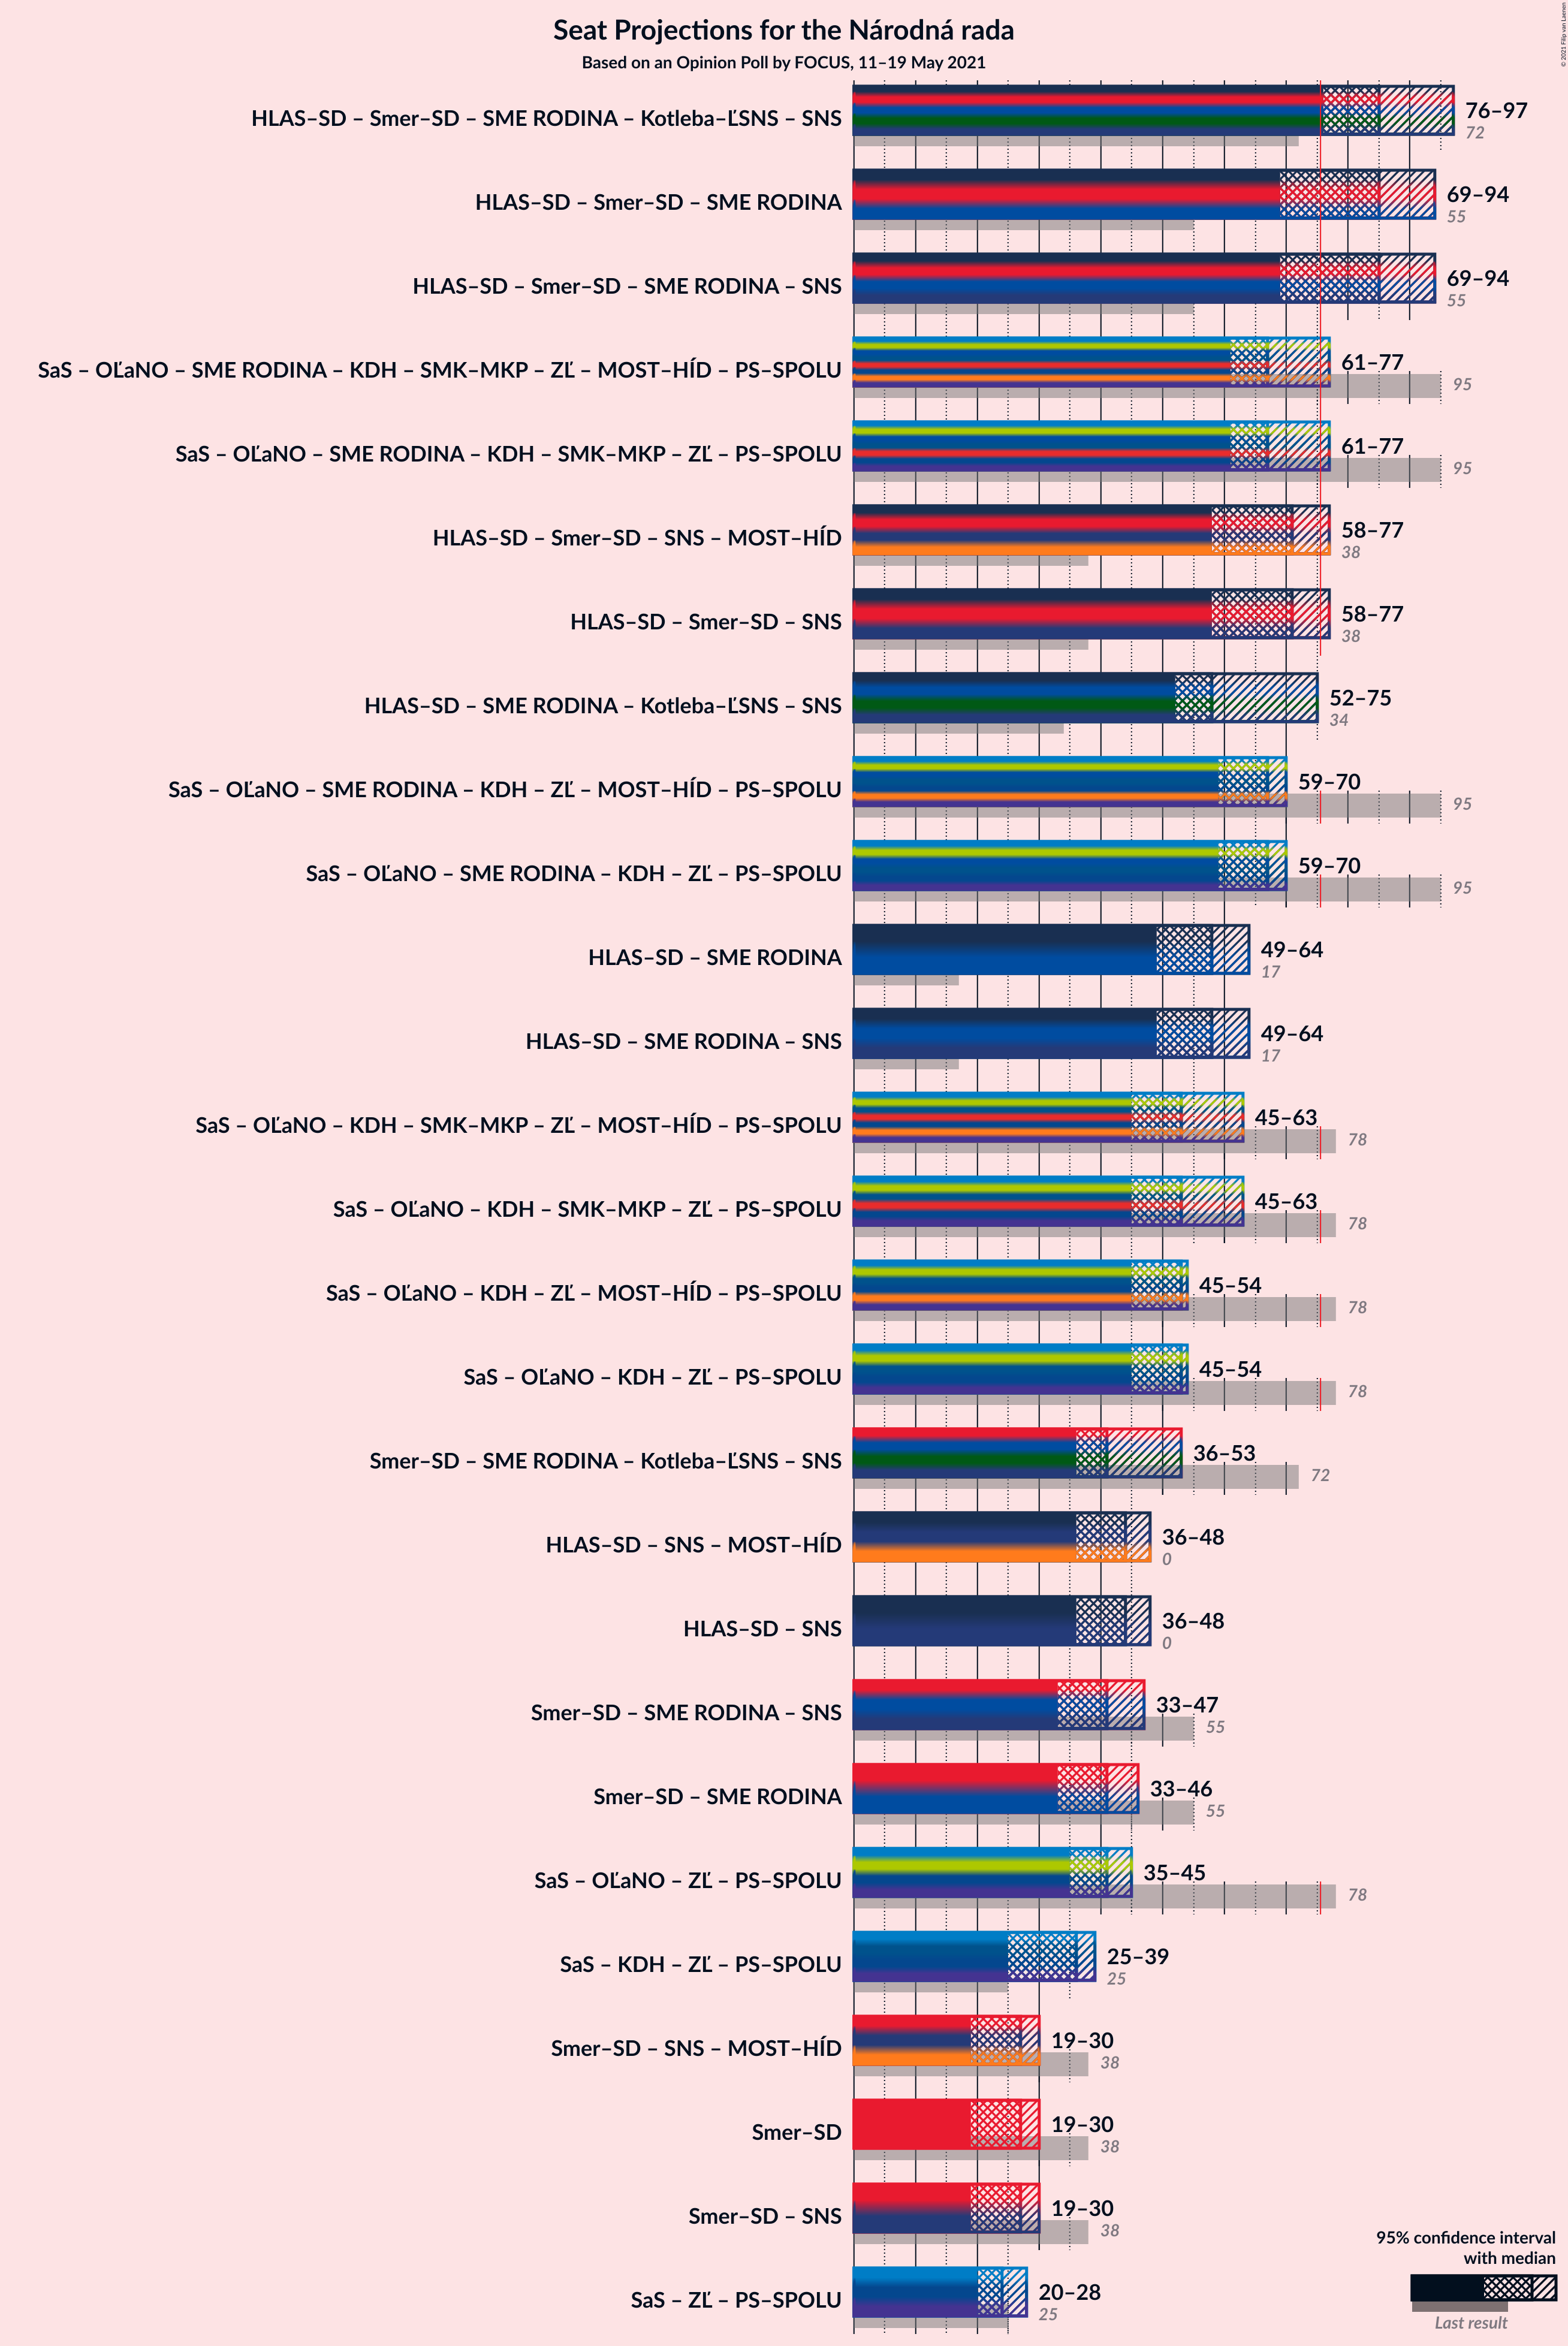 Seat Projections for the Národná rada
Based on an Opinion Poll by FOCUS, 11–19 May 2021
© 2021 Filip van Laenen
HLAS–SD – Smer–SD – SME RODINA – Kotleba–ĽSNS – SNS
76–97
72
HLAS–SD – Smer–SD – SME RODINA
69–94
55
HLAS–SD – Smer–SD – SME RODINA – SNS
69–94
55
SaS – OĽaNO – SME RODINA – KDH – SMK–MKP – ZĽ – MOST–HÍD – PS–SPOLU
61–77
95
SaS – OĽaNO – SME RODINA – KDH – SMK–MKP – ZĽ – PS–SPOLU
61–77
95
HLAS–SD – Smer–SD – SNS – MOST–HÍD
58–77
38
HLAS–SD – Smer–SD – SNS
58–77
38
HLAS–SD – SME RODINA – Kotleba–ĽSNS – SNS
52–75
34
SaS – OĽaNO – SME RODINA – KDH – ZĽ – MOST–HÍD – PS–SPOLU
59–70
95
SaS – OĽaNO – SME RODINA – KDH – ZĽ – PS–SPOLU
59–70
95
HLAS–SD – SME RODINA
49–64
17
HLAS–SD – SME RODINA – SNS
49–64
17
SaS – OĽaNO – KDH – SMK–MKP – ZĽ – MOST–HÍD – PS–SPOLU
45–63
78
SaS – OĽaNO – KDH – SMK–MKP – ZĽ – PS–SPOLU
45–63
78
SaS – OĽaNO – KDH – ZĽ – MOST–HÍD – PS–SPOLU
45–54
78
SaS – OĽaNO – KDH – ZĽ – PS–SPOLU
45–54
78
Smer–SD – SME RODINA – Kotleba–ĽSNS – SNS
36–53
72
HLAS–SD – SNS – MOST–HÍD
36–48
0
HLAS–SD – SNS
36–48
0
Smer–SD – SME RODINA – SNS
33–47
55
Smer–SD – SME RODINA
33–46
55
SaS – OĽaNO – ZĽ – PS–SPOLU
35–45
78
SaS – KDH – ZĽ – PS–SPOLU
25–39
25
Smer–SD – SNS – MOST–HÍD
19–30
38
Smer–SD
19–30
38
Smer–SD – SNS
19–30
38
SaS – ZĽ – PS–SPOLU
20–28
25
95% confidence interval
with median
Last result